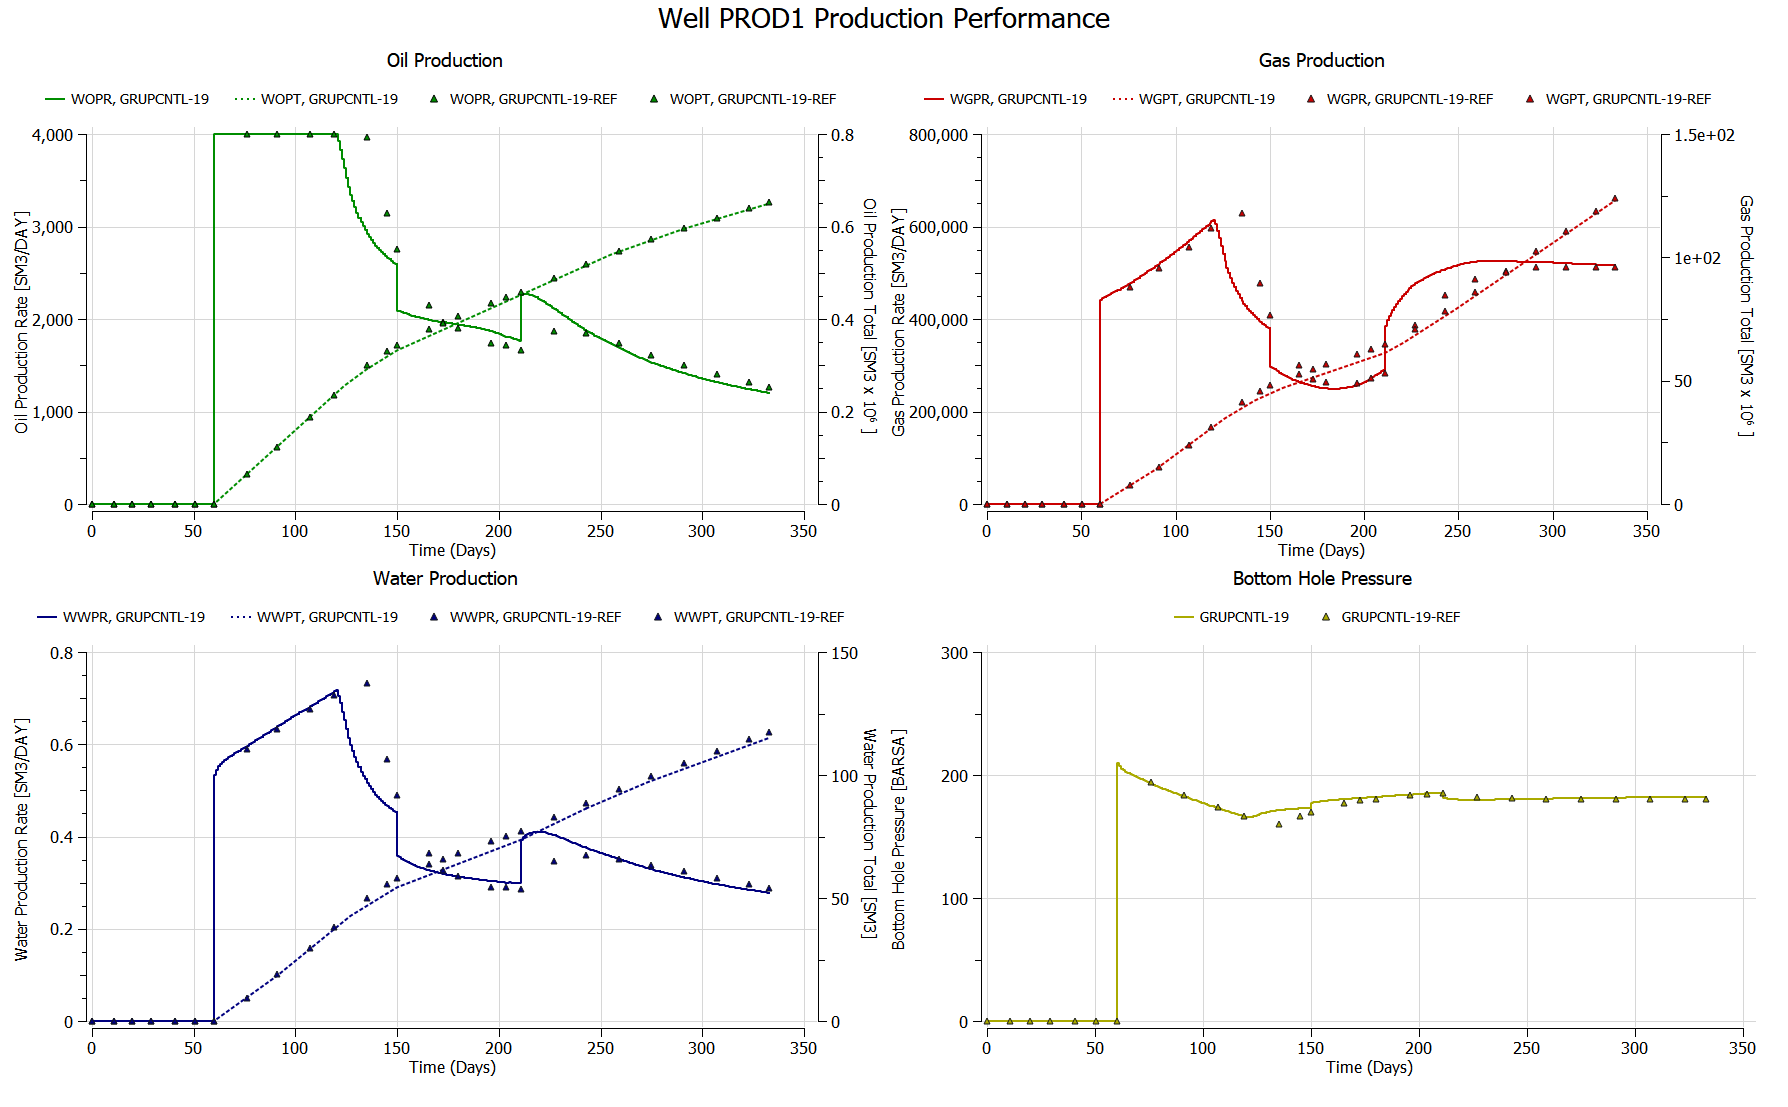 Well PROD1 Production Performance
Oil Production
WOPR, GRUPCNTL-19 WOPT, GRUPCNTL-19 WOPR, GRUPCNTL-19-REF WOPT, GRUPCNTL-19-REF
4,000
3,000
2,000
1,000
0
Oil Production Rate [SM3/DAY]
0.8
0.6
0.4
0.2
0
Oil Production Total [SM3 x 10⁶ ]
0 50 100 150 200 250 300 350
Time (Days)
Gas Production
WGPR, GRUPCNTL-19 WGPT, GRUPCNTL-19 WGPR, GRUPCNTL-19-REF WGPT, GRUPCNTL-19-REF
800,000
600,000
400,000
200,000
0
Gas Production Rate [SM3/DAY]
1.5e+02
1e+02
50
0
Gas Production Total [SM3 x 10⁶ ]
0 50 100 150 200 250 300 350
Time (Days)
Water Production
WWPR, GRUPCNTL-19 WWPT, GRUPCNTL-19 WWPR, GRUPCNTL-19-REF WWPT, GRUPCNTL-19-REF
0.8
0.6
0.4
0.2
0
Water Production Rate [SM3/DAY]
150
100
50
0
Water Production Total [SM3]
0 50 100 150 200 250 300 350
Time (Days)
Bottom Hole Pressure
GRUPCNTL-19 GRUPCNTL-19-REF
300
200
100
0
Bottom Hole Pressure [BARSA]
0 50 100 150 200 250 300 350
Time (Days)